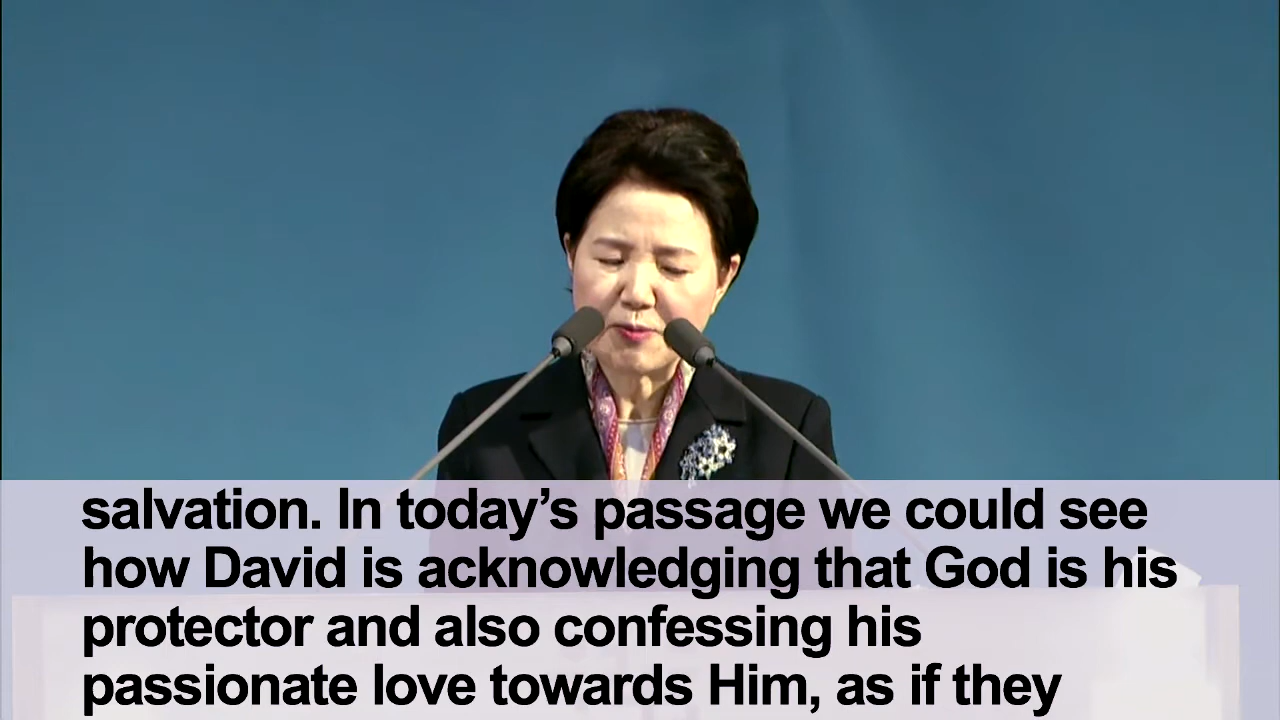 salvation. In today’s passage we could see
how David is acknowledging that God is his
protector and also confessing his
passionate love towards Him, as if they